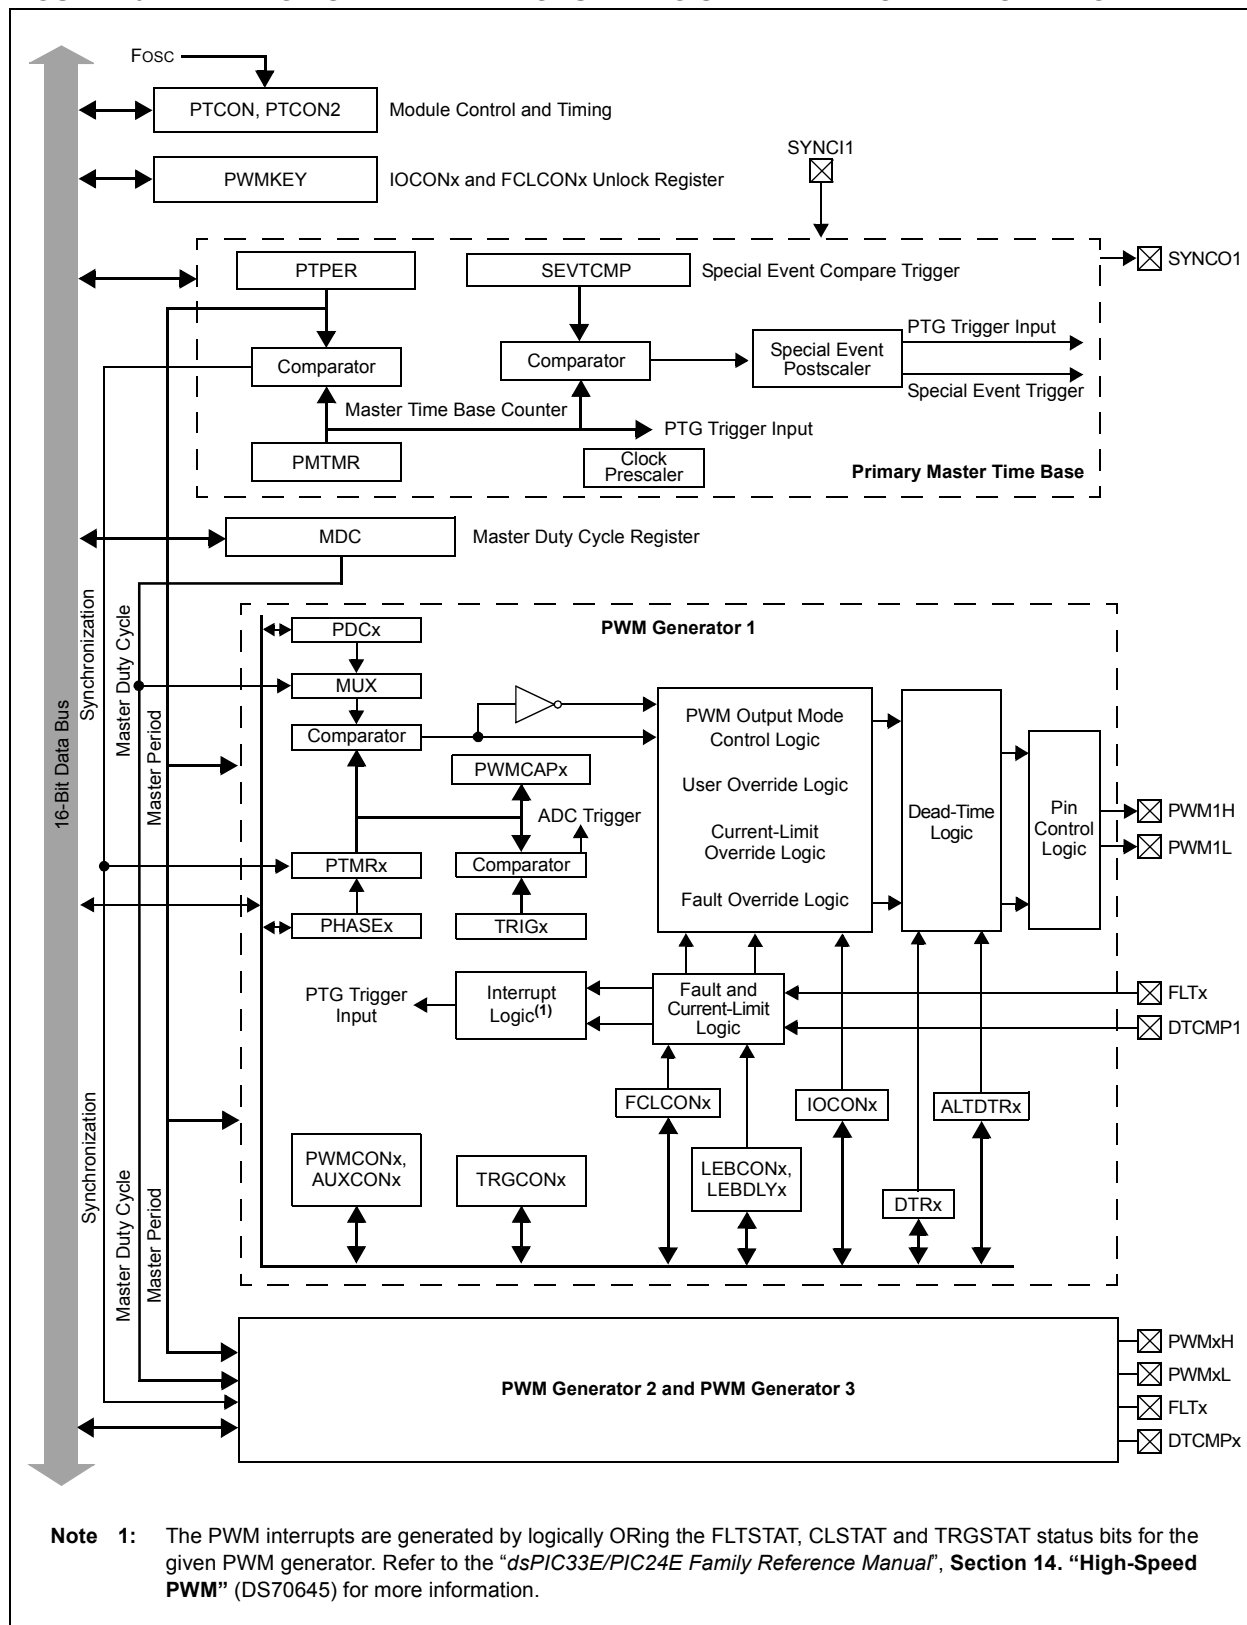 FOSC
PTCON, PTCON2
Module Control and Timing
SYNCI1
PWMKEY
IOCONx and FCLCONx Unlock Register
PTPER
SEVTCMP
Special Event Compare Trigger
SYNCO1
PTG Trigger Input
Comparator
Comparator
Special Event
Postscaler
Special Event Trigger
Master Time Base Counter
PTG Trigger Input
PMTMR
Clock
Prescaler
Primary Master Time Base
MDC
Master Duty Cycle Register
16-Bit Data Bus
Synchronization
Master Duty Cycle
Master Period
PDCx
PWM Generator 1
MUX
Comparator
PWMCAPx
ADC Trigger
PTMRx
Comparator
PHASEx
TRIGx
PWM Output Mode
Control Logic
User Override Logic
Current-Limit
Override Logic
Fault Override Logic
Dead-Time
Logic
Pin
Control
Logic
PWM1H
PWM1L
PTG Trigger
Input
Interrupt
Logic(1)
Fault and
Current-Limit
Logic
FLTx
DTCMP1
FCLCONx
IOCONx
ALTDTRx
PWMCONx,
AUXCONx
TRGCONx
LEBCONx,
LEBDLYx
DTRx
Synchronization
Master Duty Cycle
Master Period
PWM Generator 2 and PWM Generator 3
PWMxH
PWMxL
FLTx
DTCMPx
Note 1: The PWM interrupts are generated by logically ORing the FLTSTAT, CLSTAT and TRGSTAT status bits for the
given PWM generator. Refer to the “dsPIC33E/PIC24E Family Reference Manual”, Section 14. “High-Speed
PWM” (DS70645) for more information.